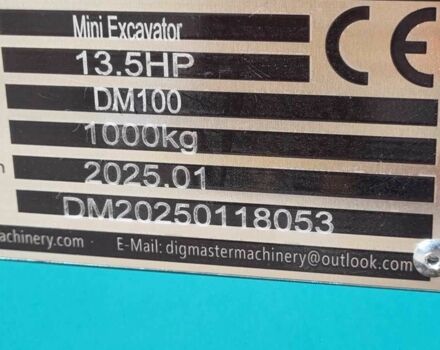 Mini Excavator
CE
13.5HP
DM100
1000kg
2025.01
DM20250118053
achinery.com E-Mail: digmastermachinery@outlook.com